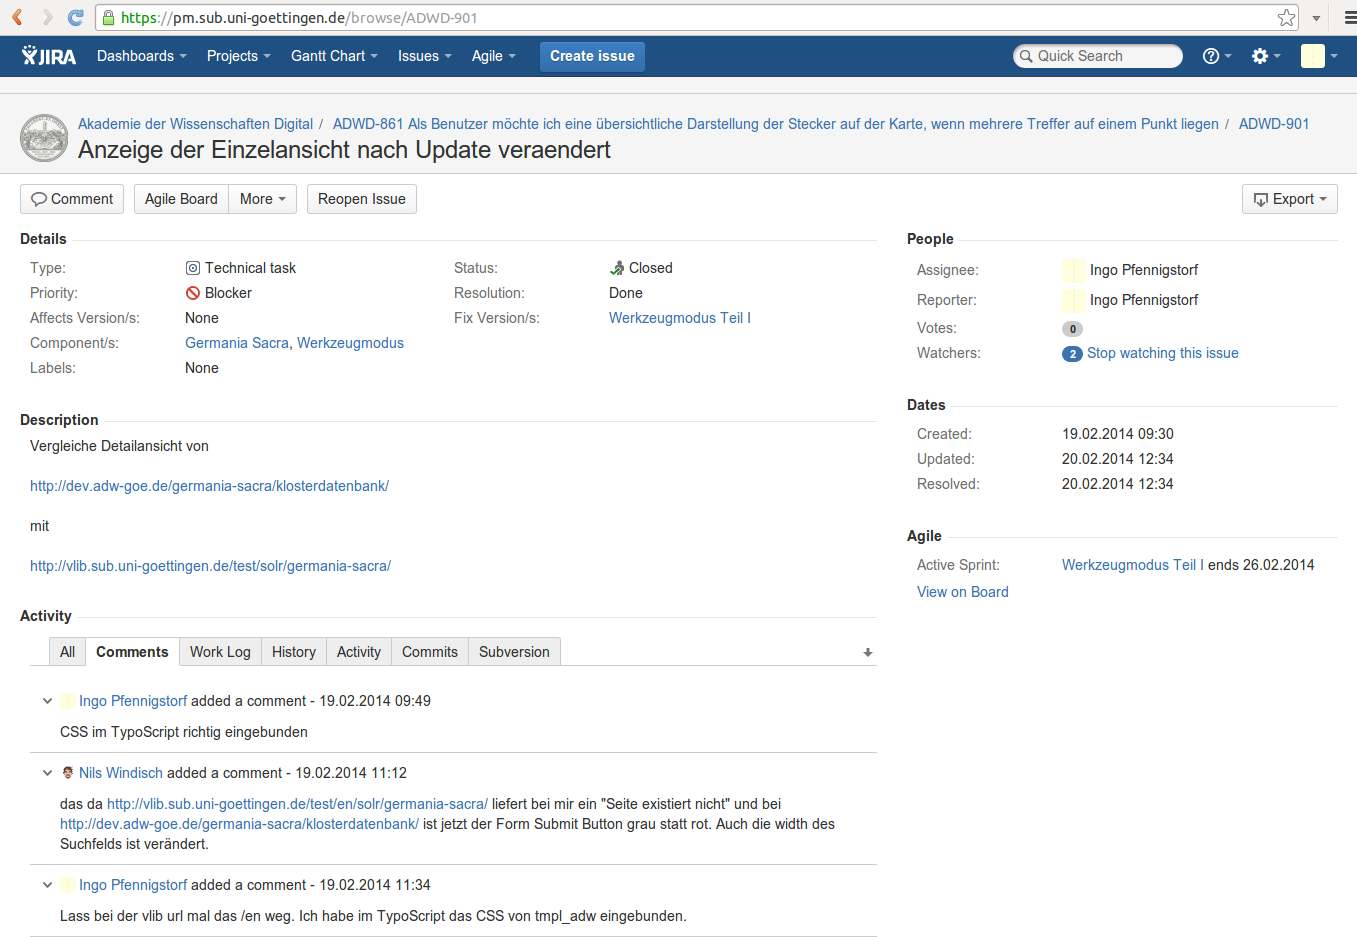 https://pm.sub.uni-goettingen.de/browse/ADWD-901
JIRA Dashboards Projects Gantt Chart Issues Agile Create issue Quick Search
Akademie der Wissenschaften Digital / ADWD-861 Als Benutzer möchte ich eine übersichtliche Darstellung der Stecker auf der Karte, wenn mehrere Treffer auf einem Punkt liegen / ADWD-901
Anzeige der Einzelansicht nach Update veraendert
Comment Agile Board More Reopen Issue Export
Details
Type: Technical task Status: Closed
Priority: Blocker Resolution: Done
Affects Version/s: None Fix Version/s: Werkzeugmodus Teil I
Component/s: Germania Sacra, Werkzeugmodus
Labels: None
People
Assignee: Ingo Pfennigstorf
Reporter: Ingo Pfennigstorf
Votes: 0
Watchers: 2 Stop watching this issue
Description
Vergleiche Detailansicht von
http://dev.adw-goe.de/germania-sacra/klosterdatenbank/
mit
http://vlib.sub.uni-goettingen.de/test/solr/germania-sacra/
Dates
Created: 19.02.2014 09:30
Updated: 20.02.2014 12:34
Resolved: 20.02.2014 12:34
Agile
Active Sprint: Werkzeugmodus Teil I ends 26.02.2014
View on Board
Activity
All Comments Work Log History Activity Commits Subversion
Ingo Pfennigstorf added a comment - 19.02.2014 09:49
CSS im TypoScript richtig eingebunden
Nils Windisch added a comment - 19.02.2014 11:12
das da http://vlib.sub.uni-goettingen.de/test/en/solr/germania-sacra/ liefert bei mir ein "Seite existiert nicht" und bei
http://dev.adw-goe.de/germania-sacra/klosterdatenbank/ ist jetzt der Form Submit Button grau statt rot. Auch die width des
Suchfelds ist verändert.
Ingo Pfennigstorf added a comment - 19.02.2014 11:34
Lass bei der vlib url mal das /en weg. Ich habe im TypoScript das CSS von tmpl_adw eingebunden.